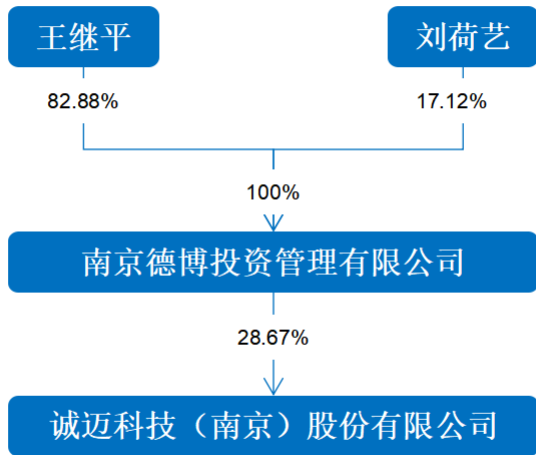 王继平
刘荷艺
82.88%
17.12%
100%
南京德博投资管理有限公司
28.67%
诚迈科技（南京）股份有限公司